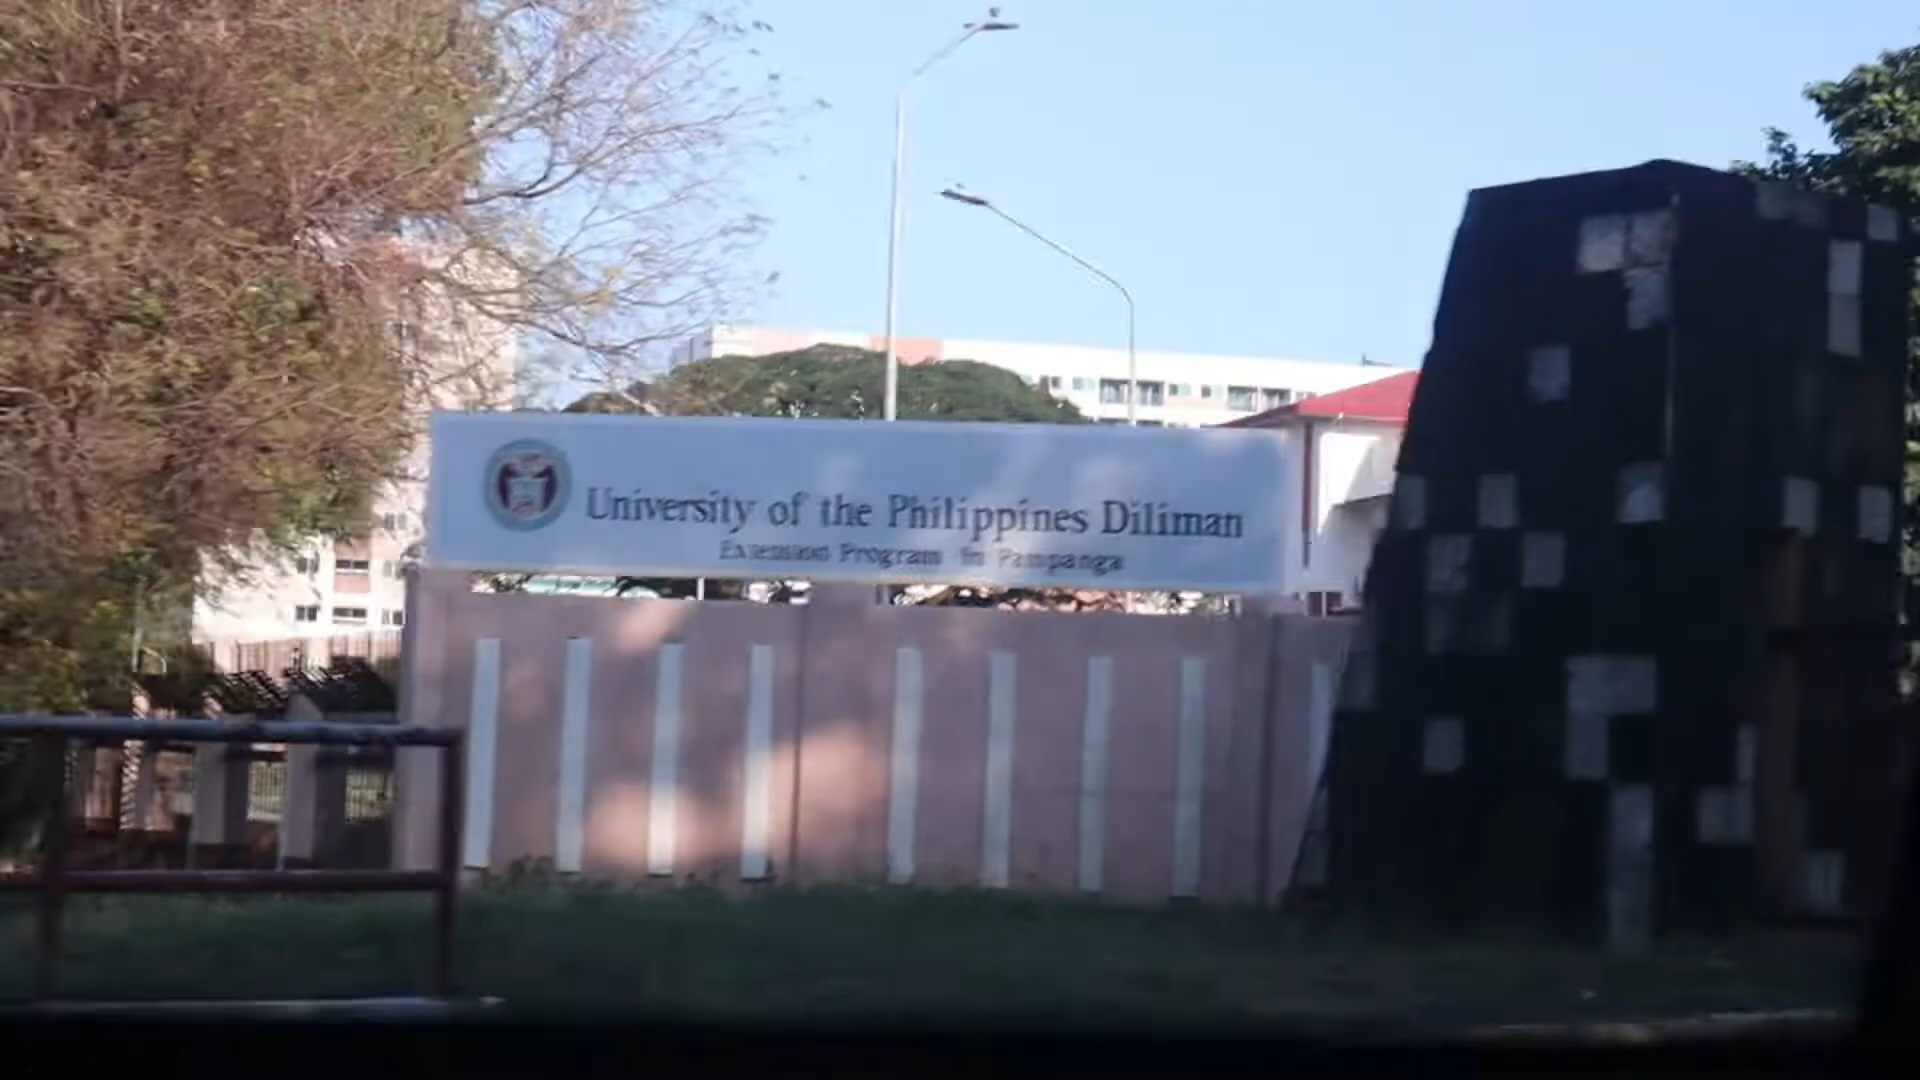 University of the Philippines Diliman
Extension Program in Pampanga